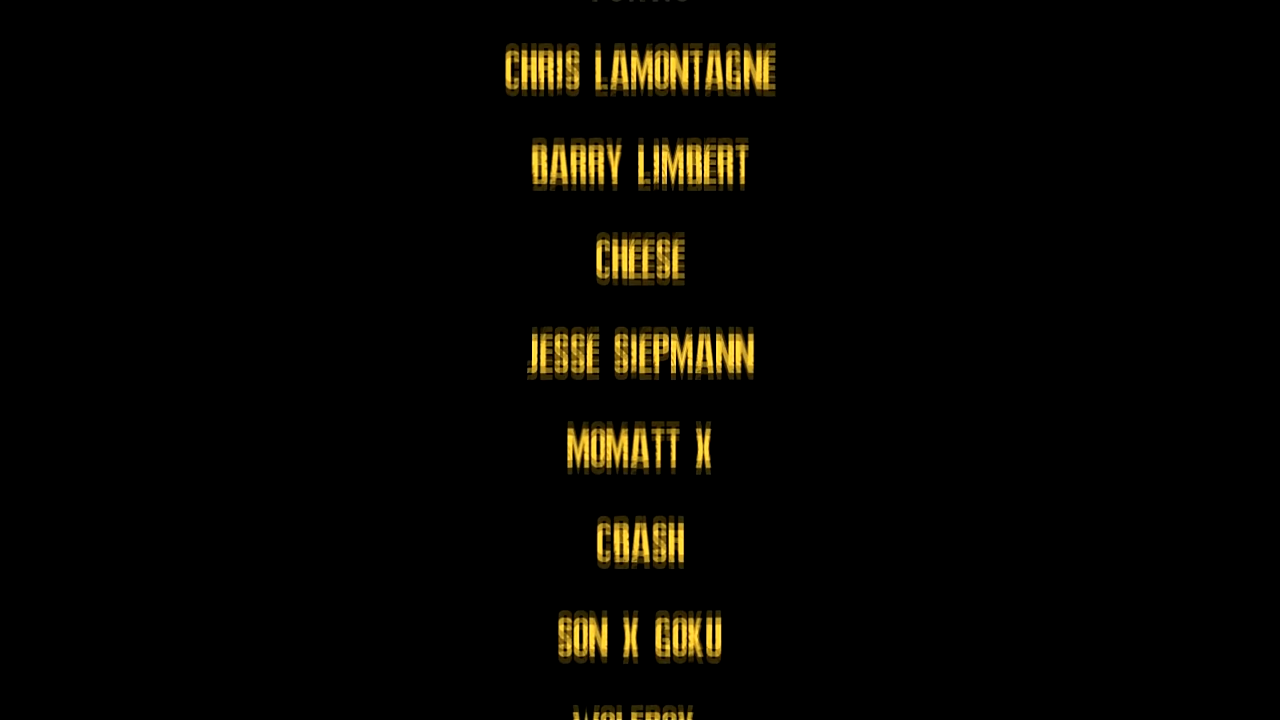 CHRIS LAMONTAGNE
BARRY LIMBERT
CHEESE
JESSE SIEPMANN
MOMATT X
CBASH
SON X GOKU